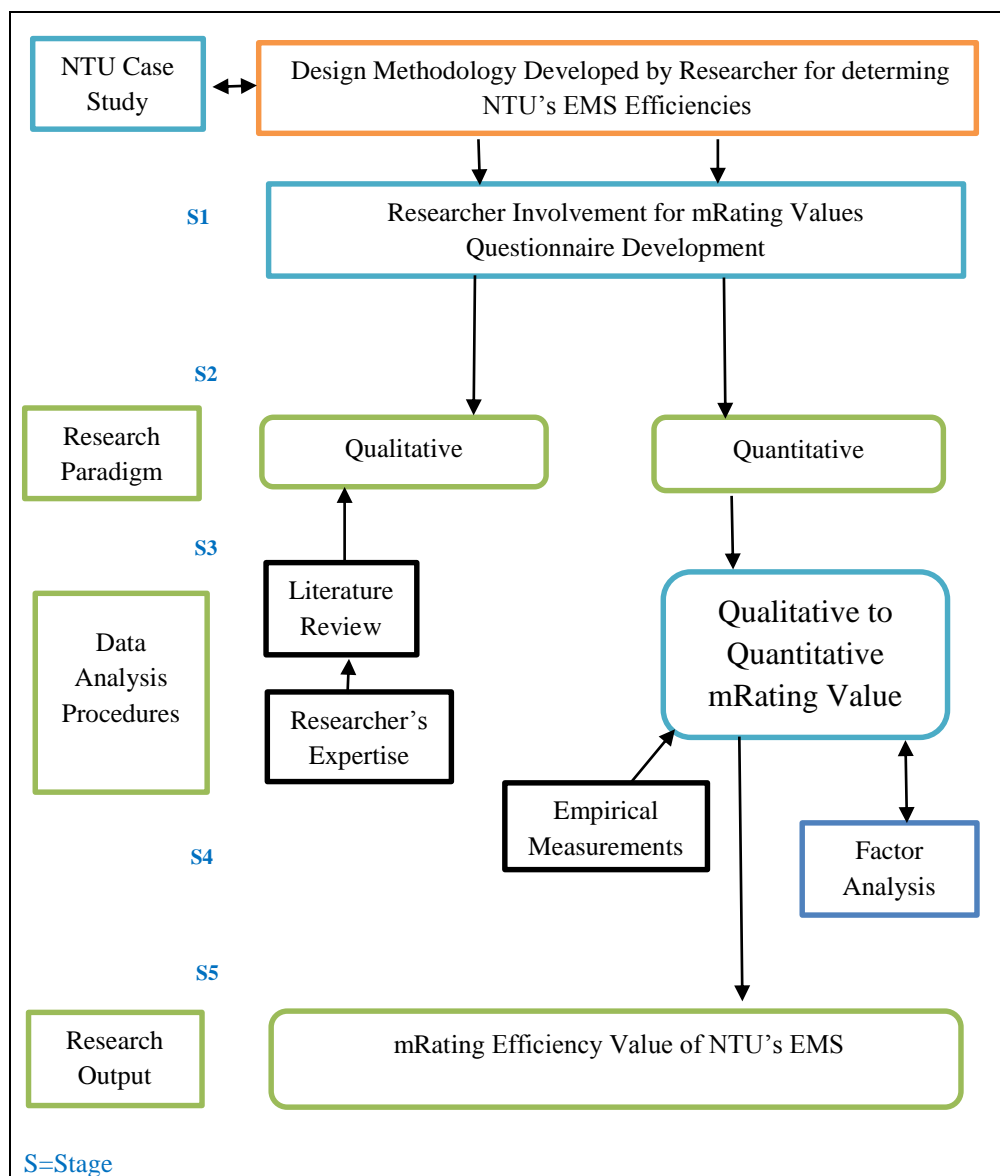 NTU Case
Study
Design Methodology Developed by Researcher for determing
NTU’s EMS Efficiencies
S1
Researcher Involvement for mRating Values
Questionnaire Development
S2
Research
Paradigm
Qualitative
Quantitative
S3
Literature
Review
Data
Analysis
Procedures
Researcher’s
Expertise
Qualitative to
Quantitative
mRating Value
Empirical
Measurements
Factor
Analysis
S4
S5
Research
Output
mRating Efficiency Value of NTU’s EMS
S=Stage